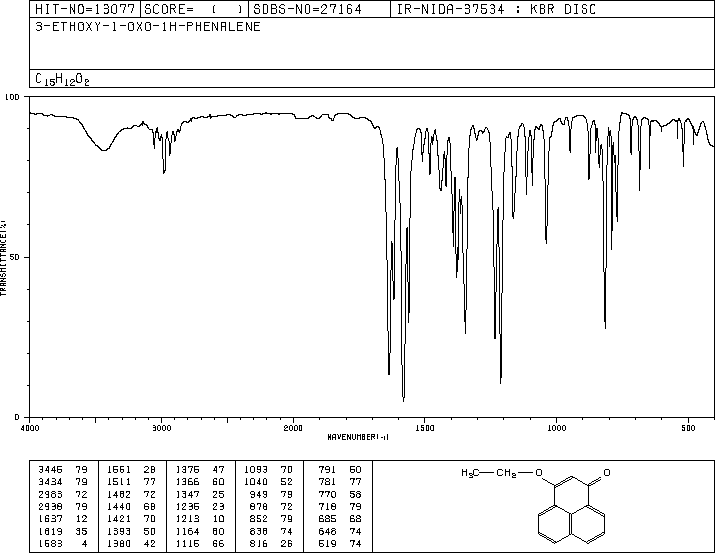 HIT-NO=13077 SCORE= ( ) SDBS-NO=27164 IR-NIDA-37534 : KBR DISC
3-ETHOXY-1-OXO-1H-PHENALENE
C15H12O2
100
50
0
TRANSMITTANCE(%)
4000 3000 2000 1500 1000 500
WAVENUMBER(-1)
3445 79 1561 28 1375 47 1093 70 791 50
3434 79 1511 77 1366 60 1040 52 781 77
2983 72 1482 72 1347 25 949 79 770 58
2938 79 1440 68 1235 23 878 72 718 79
1637 12 1421 70 1213 10 852 79 685 68
1619 35 1393 50 1164 60 838 74 648 74
1583 4 1380 42 1115 66 816 26 519 74
H3C CH2 O O